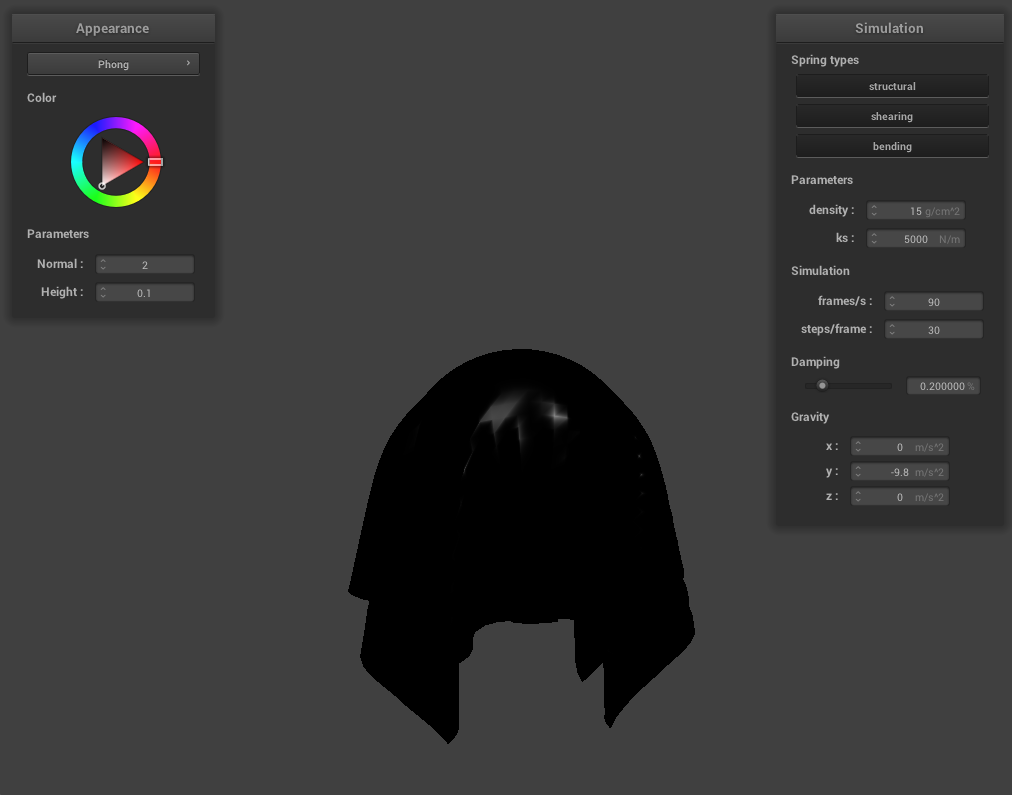 Appearance
Phong
Color
Parameters
Normal : 2
Height : 0.1
Simulation
Spring types
structural
shearing
bending
Parameters
density : 15 g/cm^2
ks : 5000 N/m
Simulation
frames/s : 90
steps/frame : 30
Damping
0.200000 %
Gravity
x : 0 m/s^2
y : -9.8 m/s^2
z : 0 m/s^2